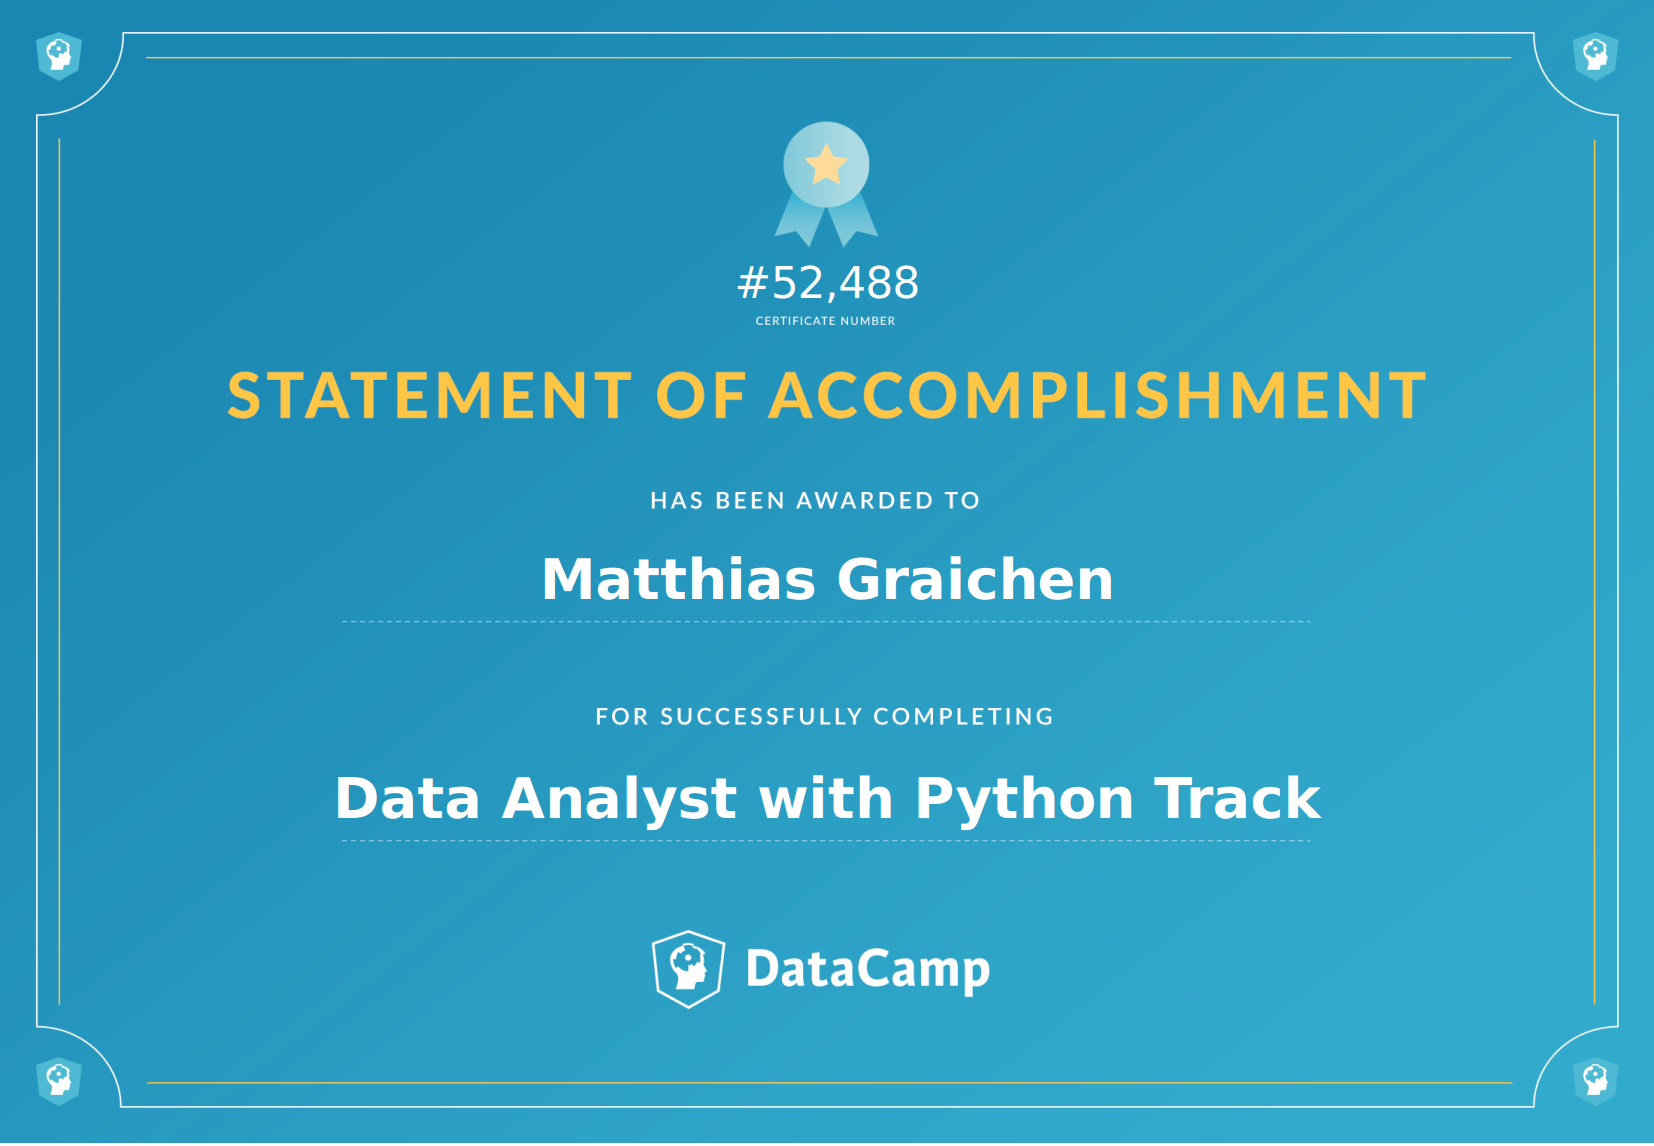 #52,488
CERTIFICATE NUMBER
STATEMENT OF ACCOMPLISHMENT
HAS BEEN AWARDED TO
Matthias Graichen
FOR SUCCESSFULLY COMPLETING
Data Analyst with Python Track
DataCamp